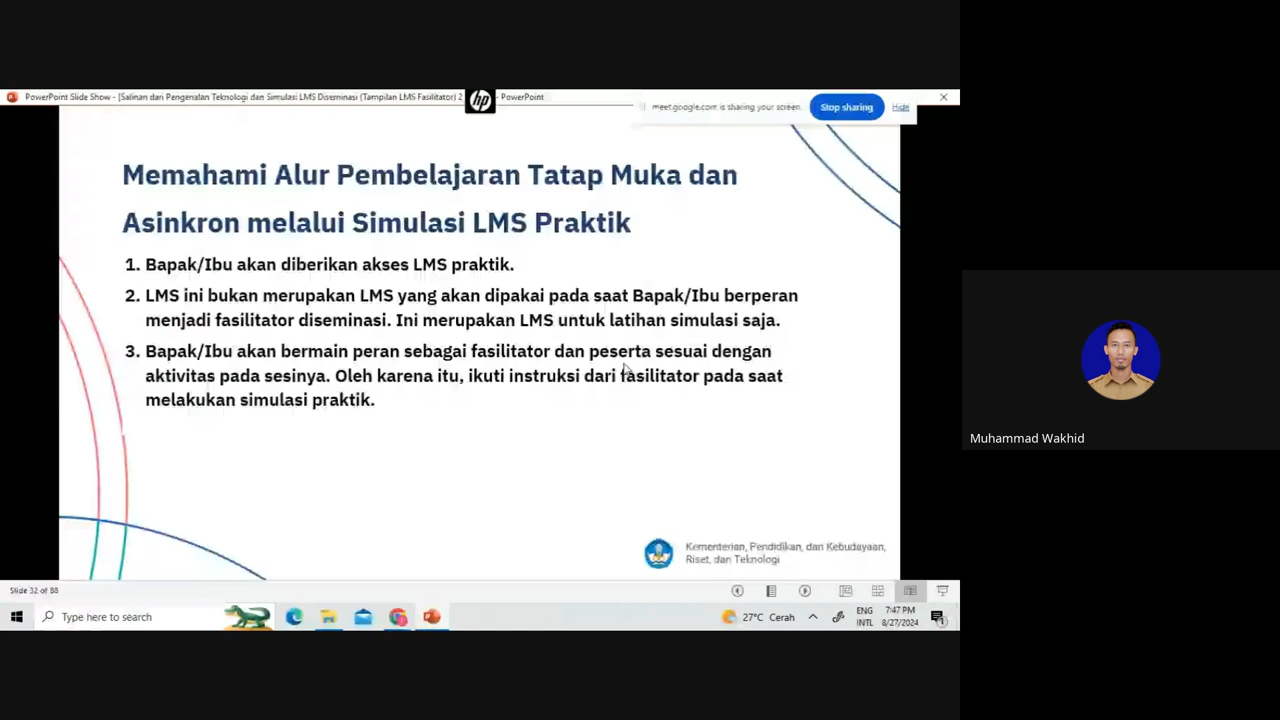 PowerPoint Slide Show - [Salinan dari Pengenalan Teknologi dan Simulasi LMS Diseminasi (Tampilan LMS Fasilitator) 2 - PowerPoint
hp
meet.google.com is sharing your screen.
Stop sharing
Hide
Memahami Alur Pembelajaran Tatap Muka dan
Asinkron melalui Simulasi LMS Praktik
1. Bapak/Ibu akan diberikan akses LMS praktik.
2. LMS ini bukan merupakan LMS yang akan dipakai pada saat Bapak/Ibu berperan
menjadi fasilitator diseminasi. Ini merupakan LMS untuk latihan simulasi saja.
3. Bapak/Ibu akan bermain peran sebagai fasilitator dan peserta sesuai dengan
aktivitas pada sesinya. Oleh karena itu, ikuti instruksi dari fasilitator pada saat
melakukan simulasi praktik.
Kementerian, Pendidikan, dan Kebudayaan,
Riset, dan Teknologi
Muhammad Wakhid
Slide 32 of 88
Type here to search
27°C Cerah
ENG
INTL
7:47 PM
8/27/2024
1